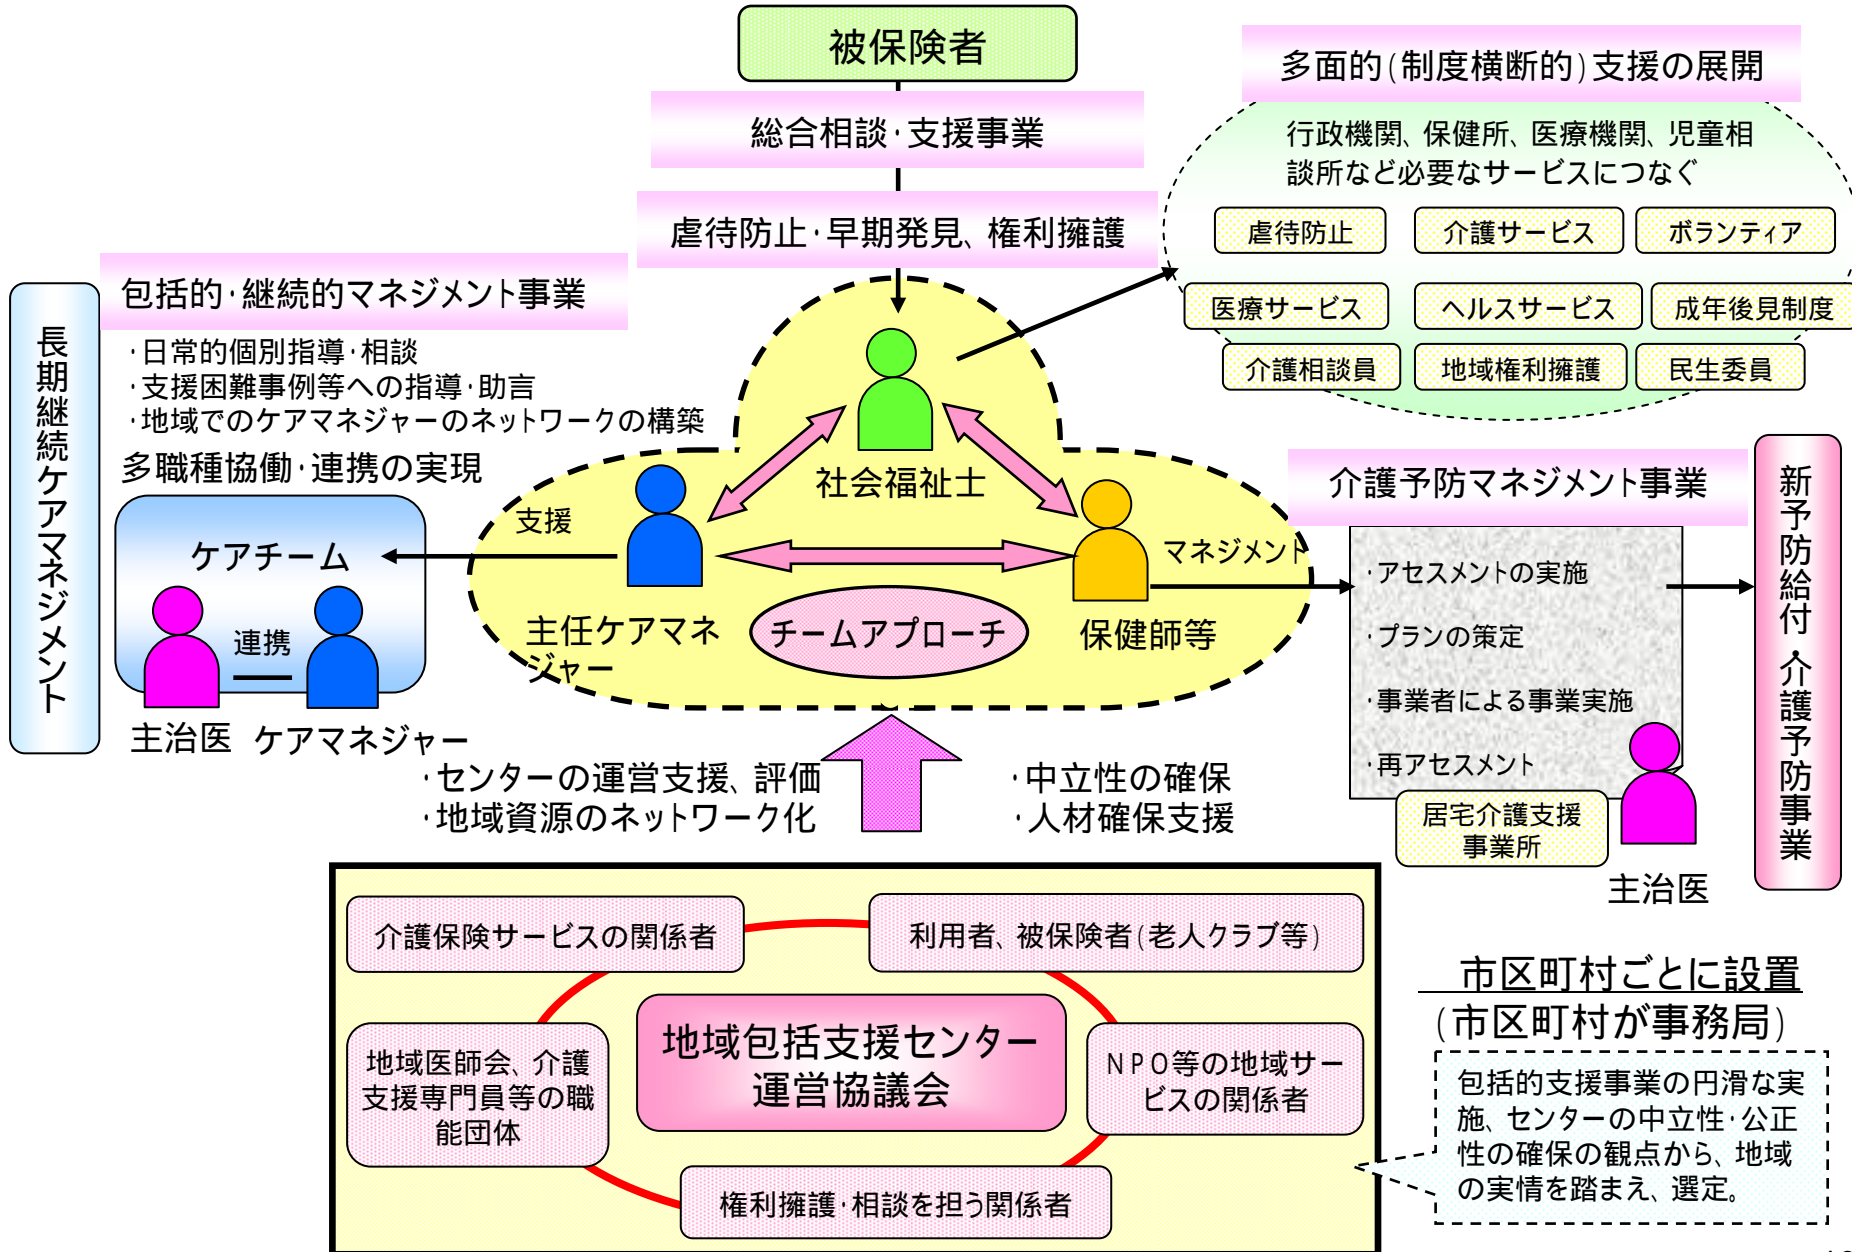 被保険者
総合相談・支援事業
虐待防止・早期発見、権利擁護
多面的(制度横断的)支援の展開
行政機関、保健所、医療機関、児童相
談所など必要なサービスにつなぐ
虐待防止
介護サービス
ボランティア
医療サービス
ヘルスサービス
成年後見制度
介護相談員
地域権利擁護
民生委員
長期継続ケアマネジメント
包括的・継続的マネジメント事業
・日常的個別指導・相談
・支援困難事例等への指導・助言
・地域でのケアマネジャーのネットワークの構築
多職種協働・連携の実現
ケアチーム
連携
主治医
ケアマネジャー
支援
社会福祉士
主任ケアマネ
ジャー
チームアプローチ
保健師等
マネジメント
介護予防マネジメント事業
・アセスメントの実施
・プランの策定
・事業者による事業実施
・再アセスメント
居宅介護支援
事業所
主治医
新予防給付・介護予防事業
・センターの運営支援、評価
・地域資源のネットワーク化
・中立性の確保
・人材確保支援
介護保険サービスの関係者
利用者、被保険者(老人クラブ等)
地域医師会、介護
支援専門員等の職
能団体
地域包括支援センター
運営協議会
NPO等の地域サー
ビスの関係者
権利擁護・相談を担う関係者
市区町村ごとに設置
(市区町村が事務局)
包括的支援事業の円滑な実
施、センターの中立性・公正
性の確保の観点から、地域
の実情を踏まえ、選定。